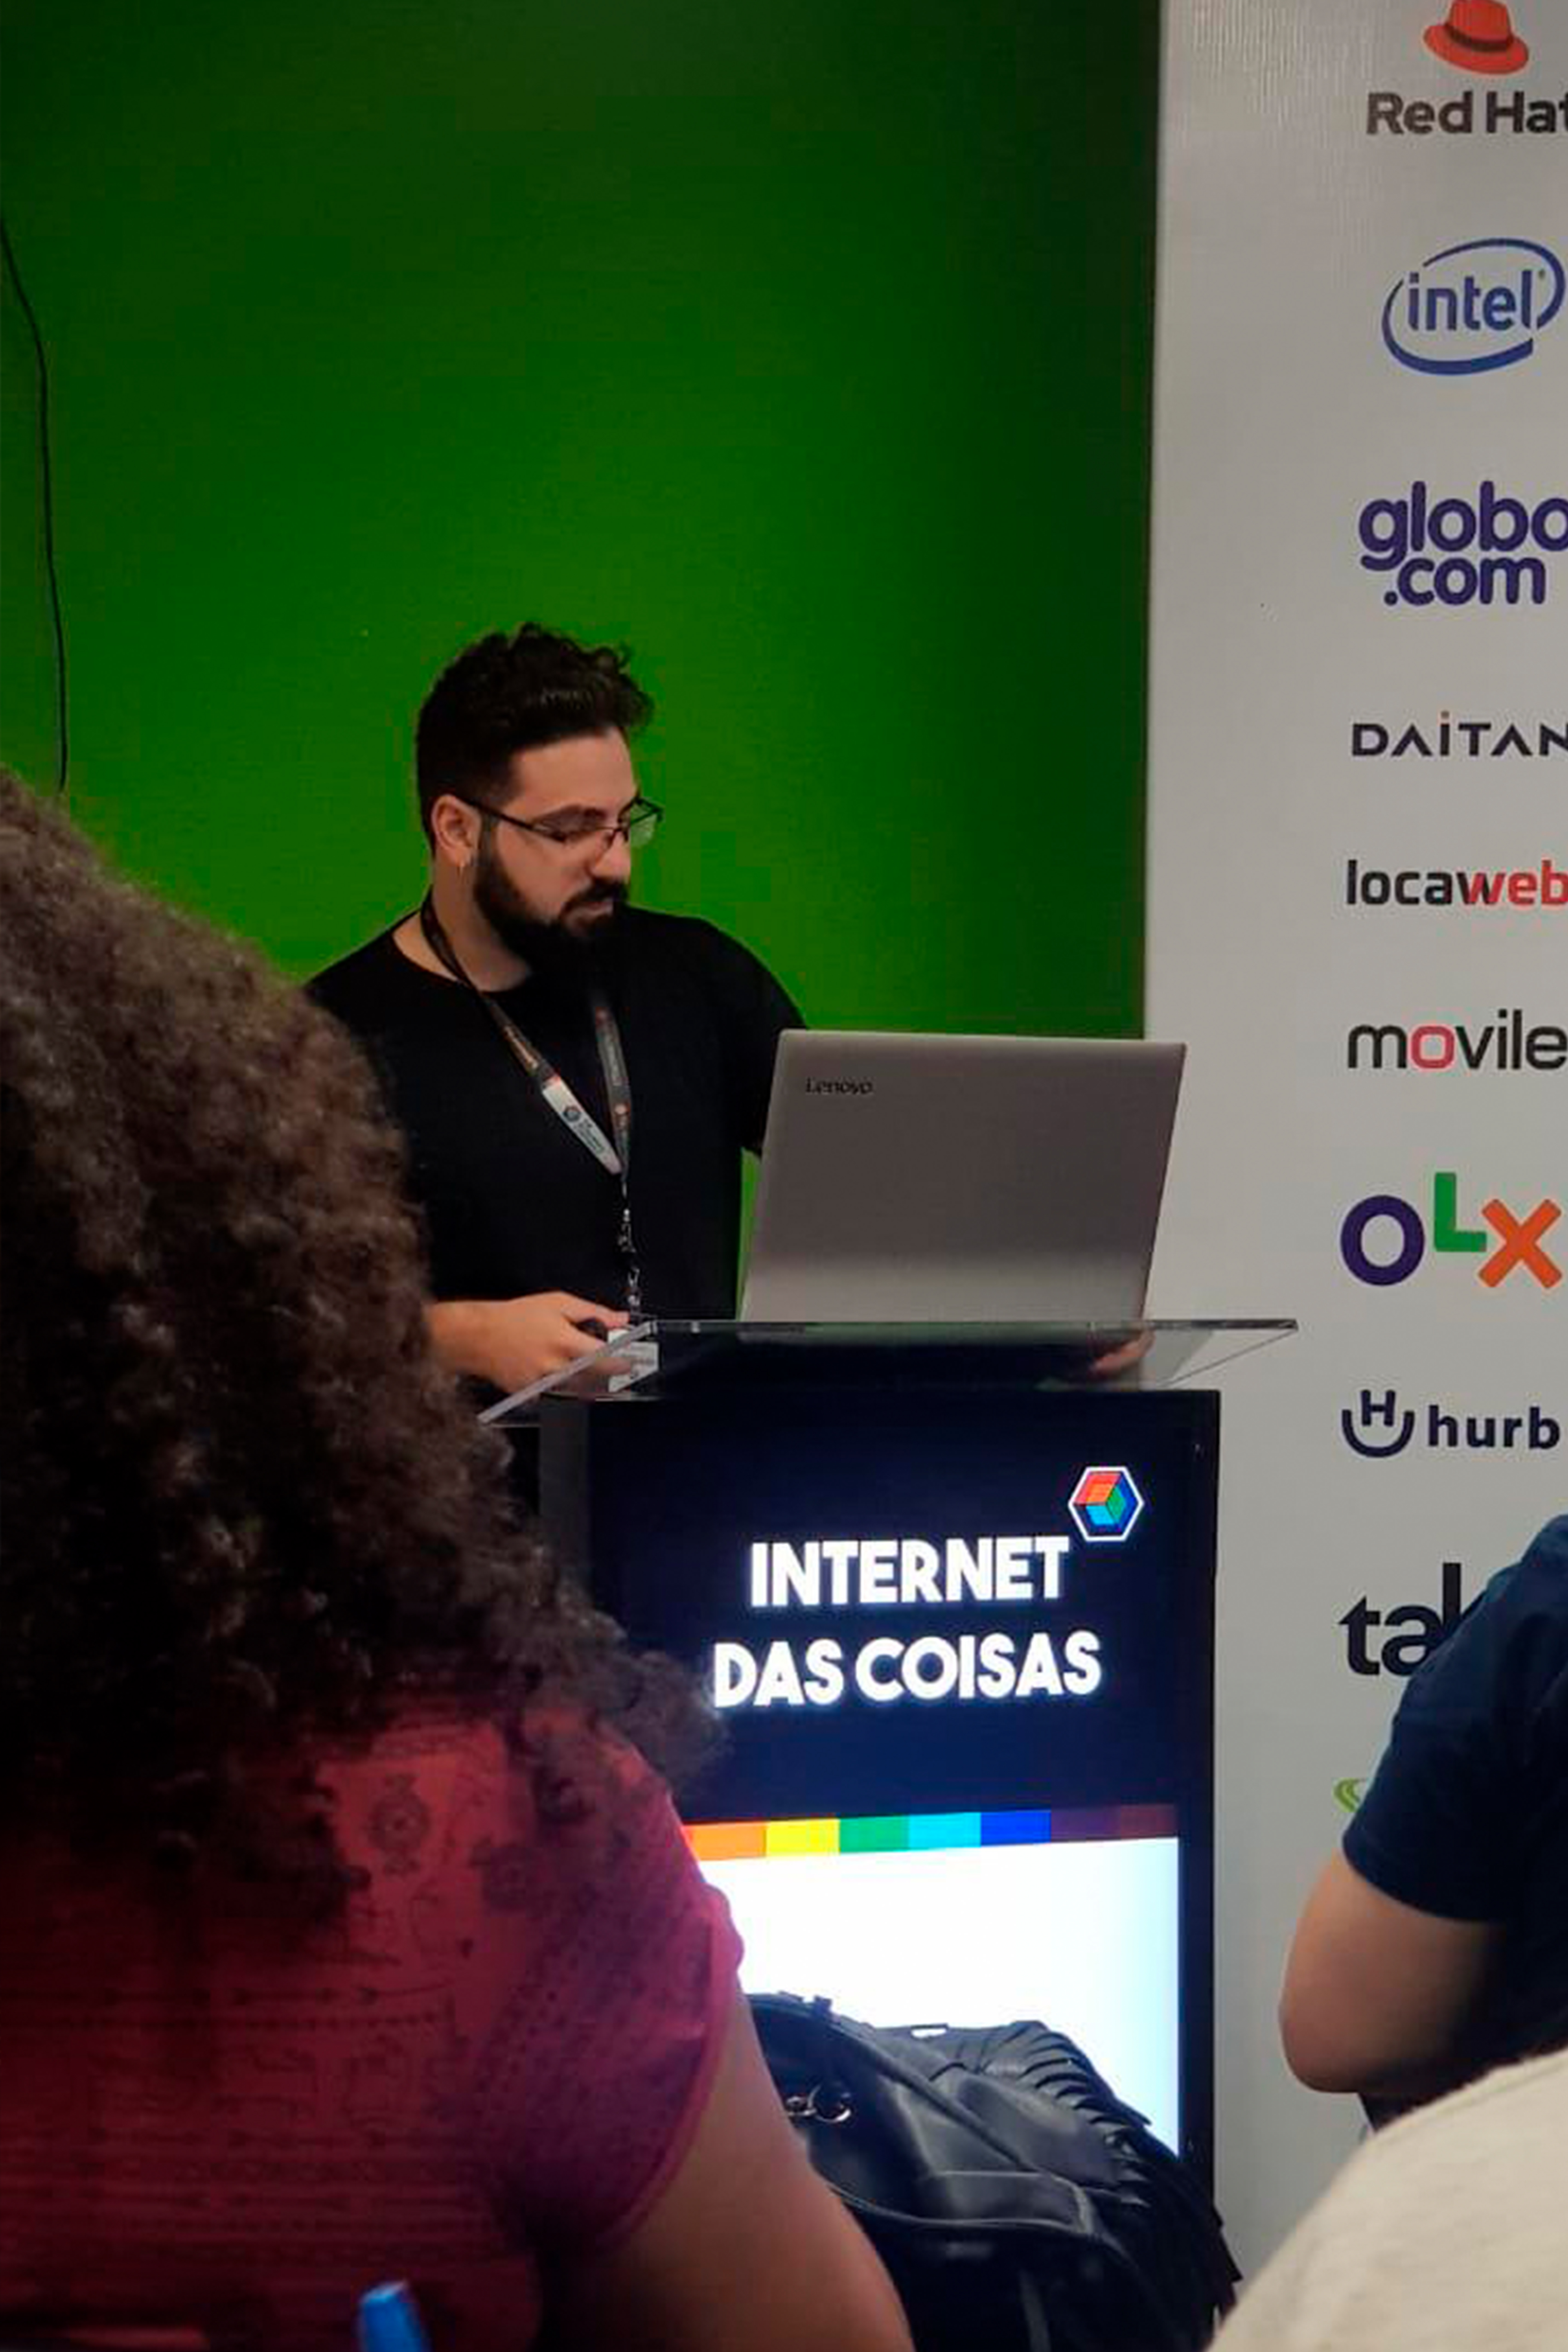 Red Hat
intel
globo
.com
DAITAN
locaweb
movile
OLX
H hurb
Lenovo
INTERNET
DAS COISAS